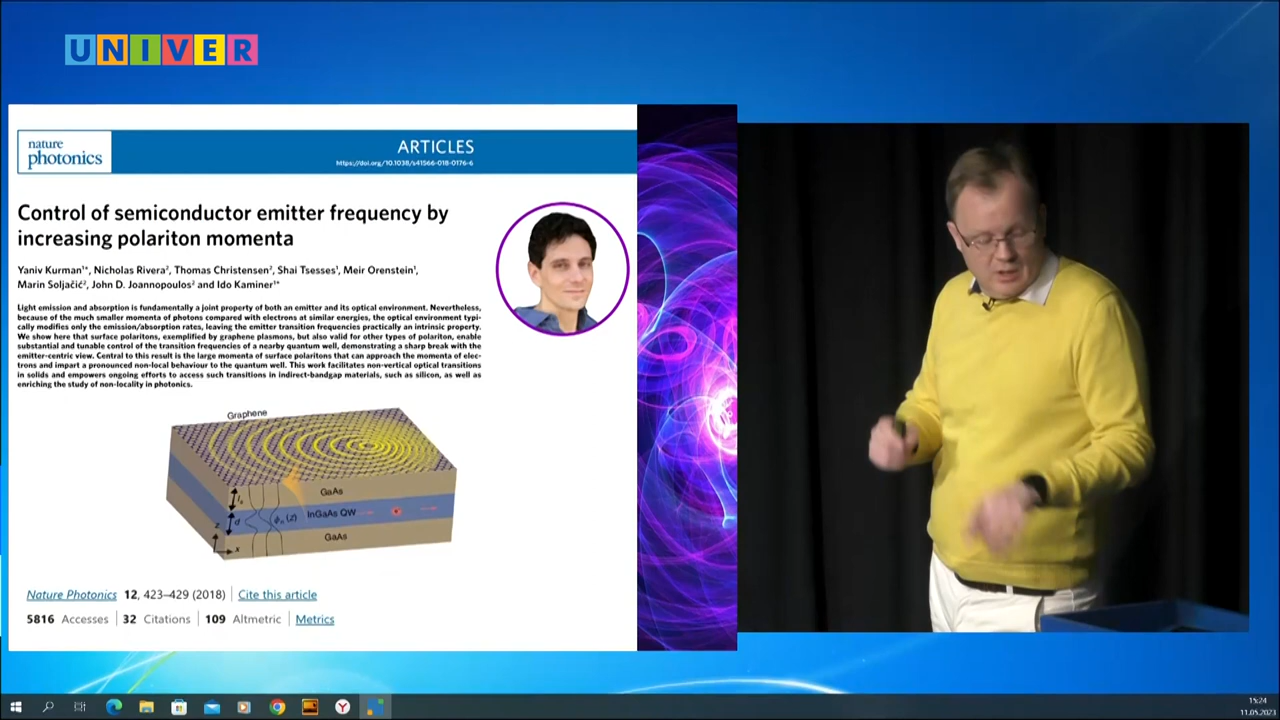 UNIVER
nature
photonics
ARTICLES
https://doi.org/10.1038/s41566-018-0176-6
Control of semiconductor emitter frequency by
increasing polariton momenta
Yaniv Kurman¹*, Nicholas Rivera², Thomas Christensen², Shai Tsesses¹, Meir Orenstein¹,
Marin Soljačić², John D. Joannopoulos² and Ido Kaminer¹*
Light emission and absorption is fundamentally a joint property of both an emitter and its optical environment. Nevertheless,
because of the much smaller momenta of photons compared with electrons at similar energies, the optical environment typi-
cally modifies only the emission/absorption rates, leaving the emitter transition frequencies practically an intrinsic property.
We show here that surface polaritons, exemplified by graphene plasmons, but also valid for other types of polariton, enable
substantial and tunable control of the transition frequencies of a nearby quantum well, demonstrating a sharp break with the
emitter-centric view. Central to this result is the large momenta of surface polaritons that can approach the momenta of elec-
trons and impart a pronounced non-local behaviour to the quantum well. This work facilitates non-vertical optical transitions
in solids and empowers ongoing efforts to access such transitions in indirect-bandgap materials, such as silicon, as well as
enriching the study of non-locality in photonics.
Graphene
GaAs
InGaAs QW
GaAs
d
z
x
Nature Photonics 12, 423–429 (2018) Cite this article
5816 Accesses 32 Citations 109 Altmetric Metrics
15:24
11.05.2023